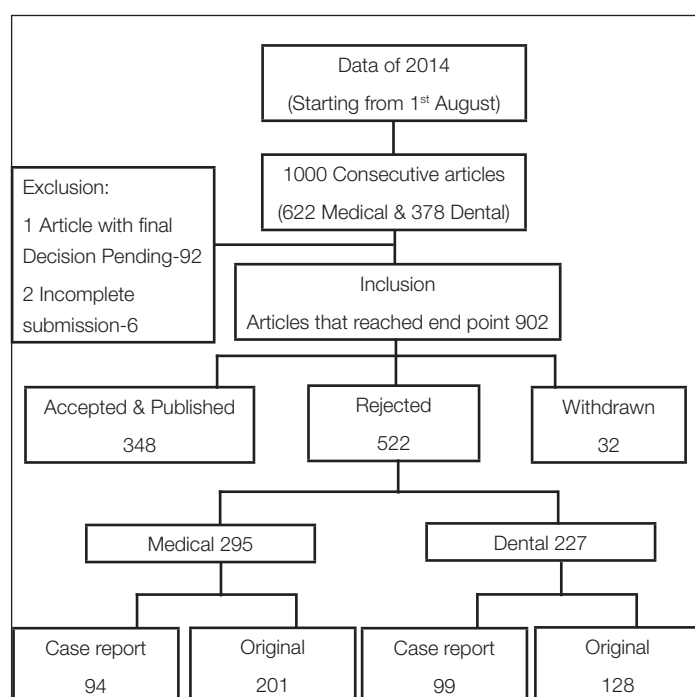 Data of 2014
(Starting from 1st August)
1000 Consecutive articles
(622 Medical & 378 Dental)
Exclusion:
1 Article with final
Decision Pending-92
2 Incomplete
submission-6
Inclusion
Articles that reached end point 902
Accepted & Published
348
Rejected
522
Withdrawn
32
Medical 295
Dental 227
Case report
94
Original
201
Case report
99
Original
128